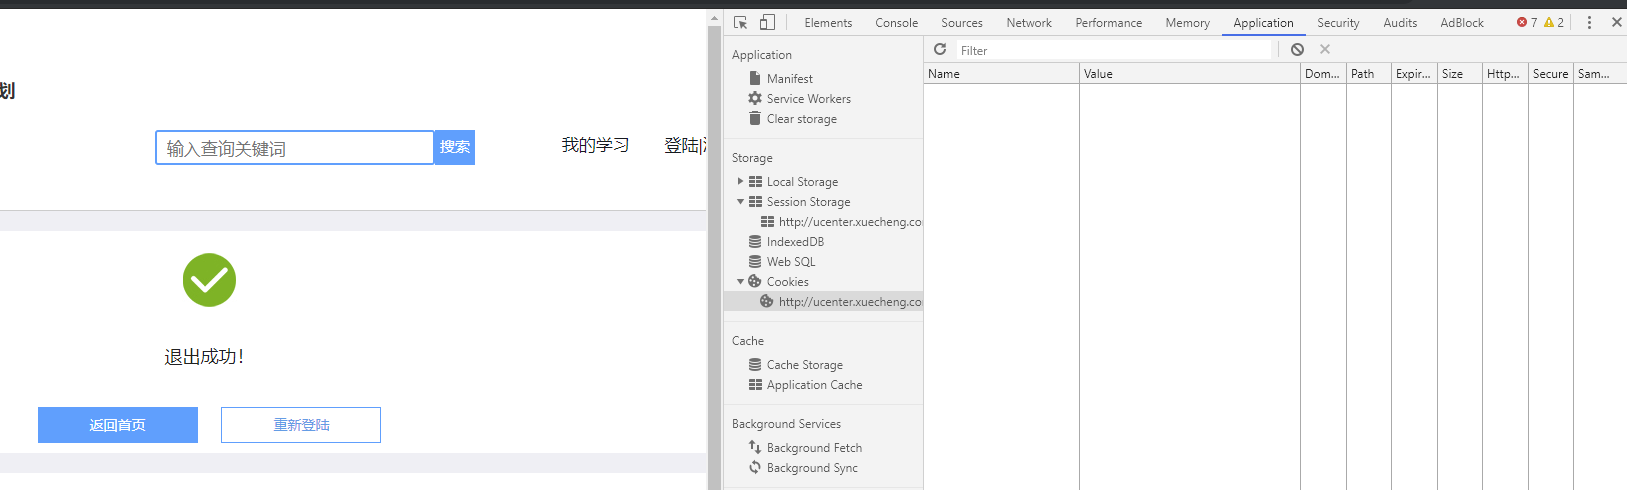 划
输入查询关键词
搜索
我的学习
登陆|
退出成功！
返回首页
重新登陆
Elements Console Sources Network Performance Memory Application Security Audits AdBlock 7 2
Filter
Application
Manifest
Service Workers
Clear storage
Storage
Local Storage
Session Storage
http://ucenter.xuecheng.co
IndexedDB
Web SQL
Cookies
http://ucenter.xuecheng.co
Cache
Cache Storage
Application Cache
Background Services
Background Fetch
Background Sync
Name Value Dom... Path Expir... Size Http... Secure Sam...